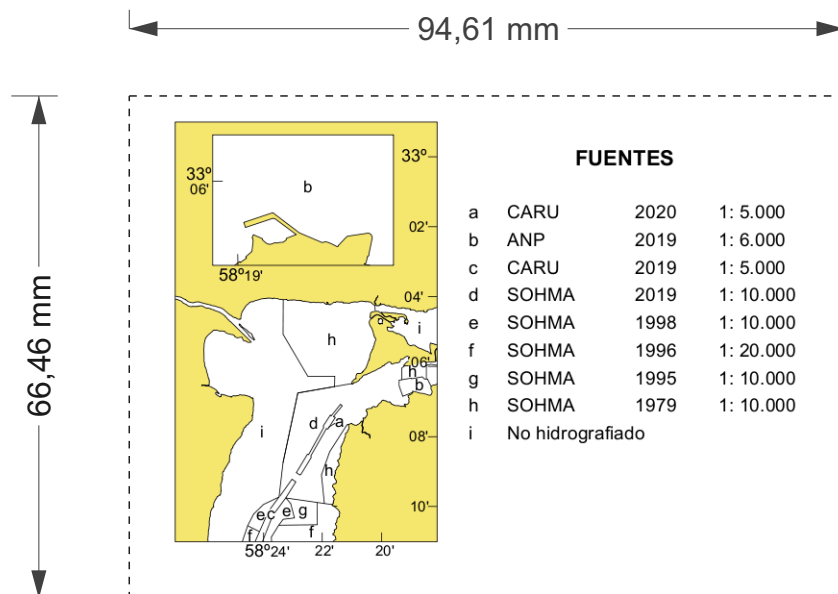 94,61 mm
66,46 mm
FUENTES
a CARU 2020 1: 5.000
b ANP 2019 1: 6.000
c CARU 2019 1: 5.000
d SOHMA 2019 1: 10.000
e SOHMA 1998 1: 10.000
f SOHMA 1996 1: 20.000
g SOHMA 1995 1: 10.000
h SOHMA 1979 1: 10.000
i No hidrografiado
33º
33º
06'
b
02'
58º19'
04'
i
h
06'
h
b
d
a
i
08'
h
10'
e
c
e
g
f
f
58º24'
22'
20'